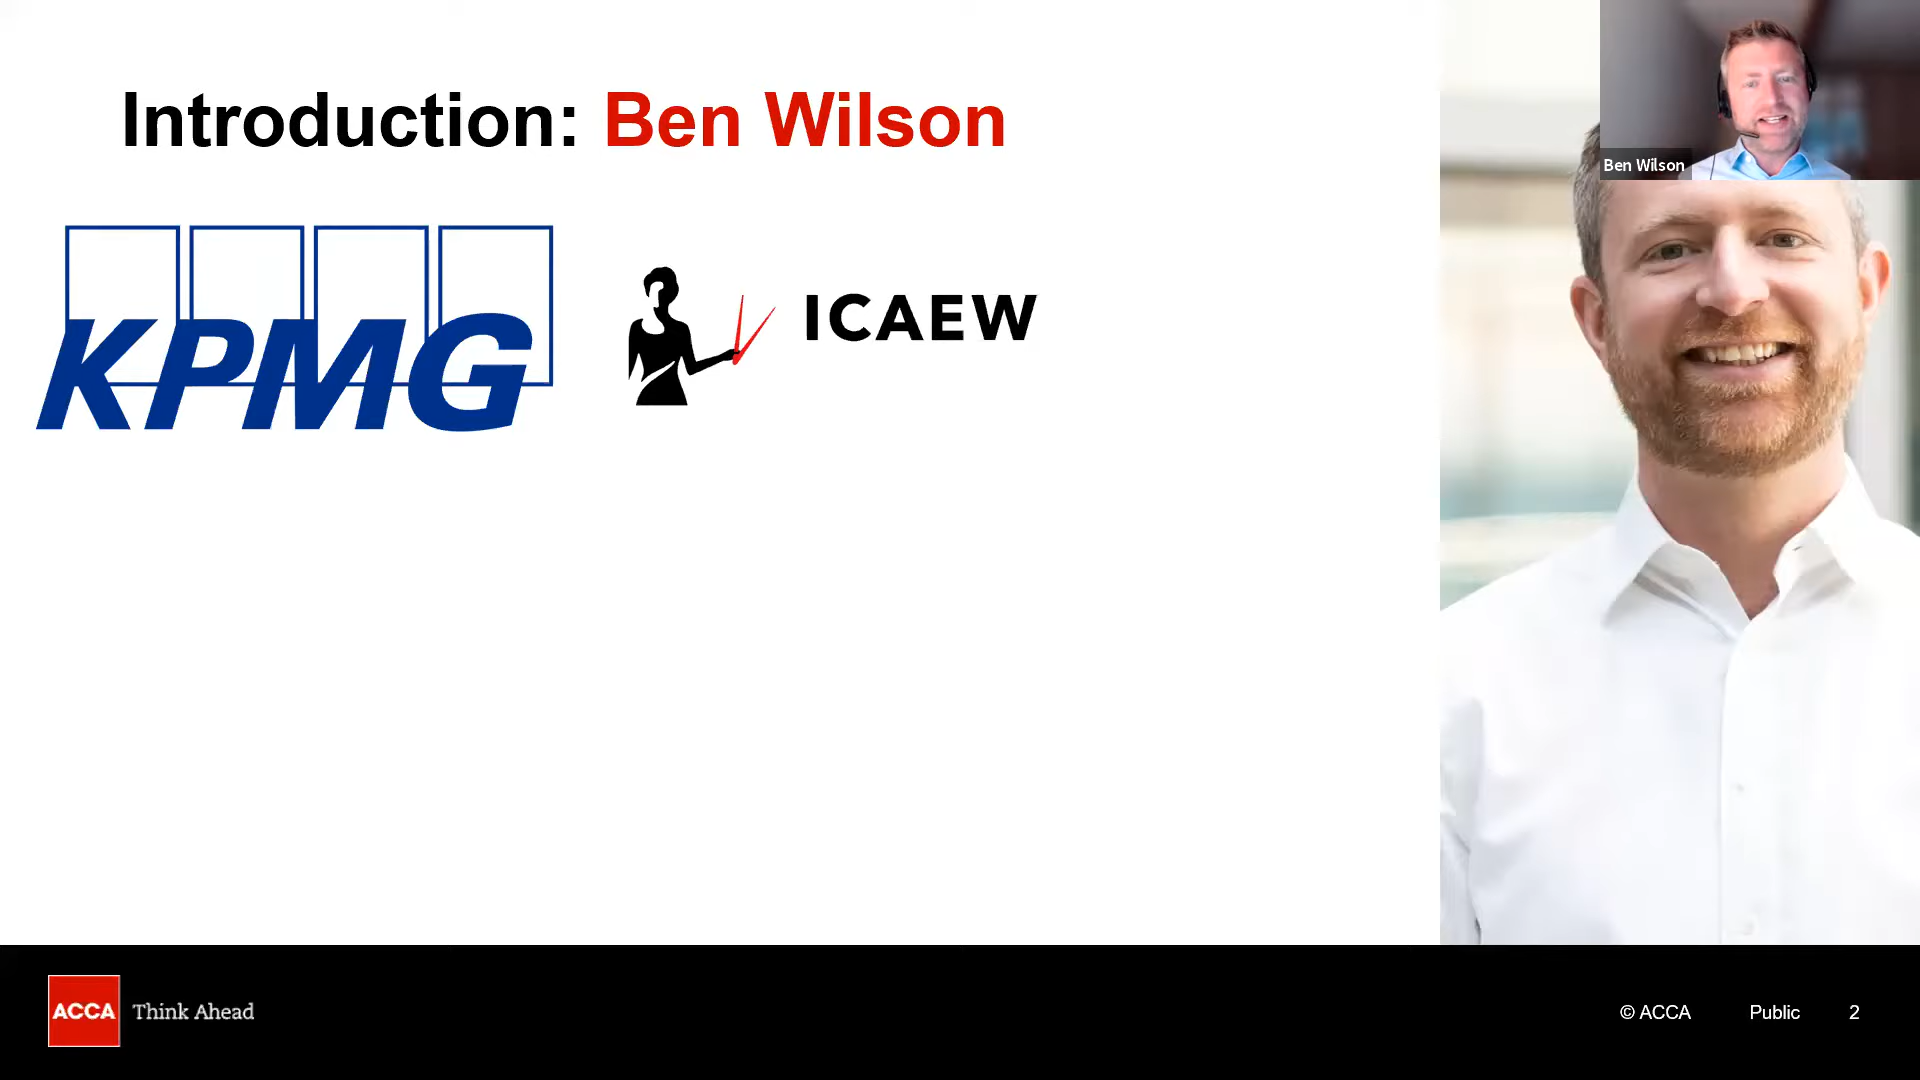 Introduction: Ben Wilson
Ben Wilson
KPMG
ICAEW
ACCA Think Ahead
© ACCA Public 2